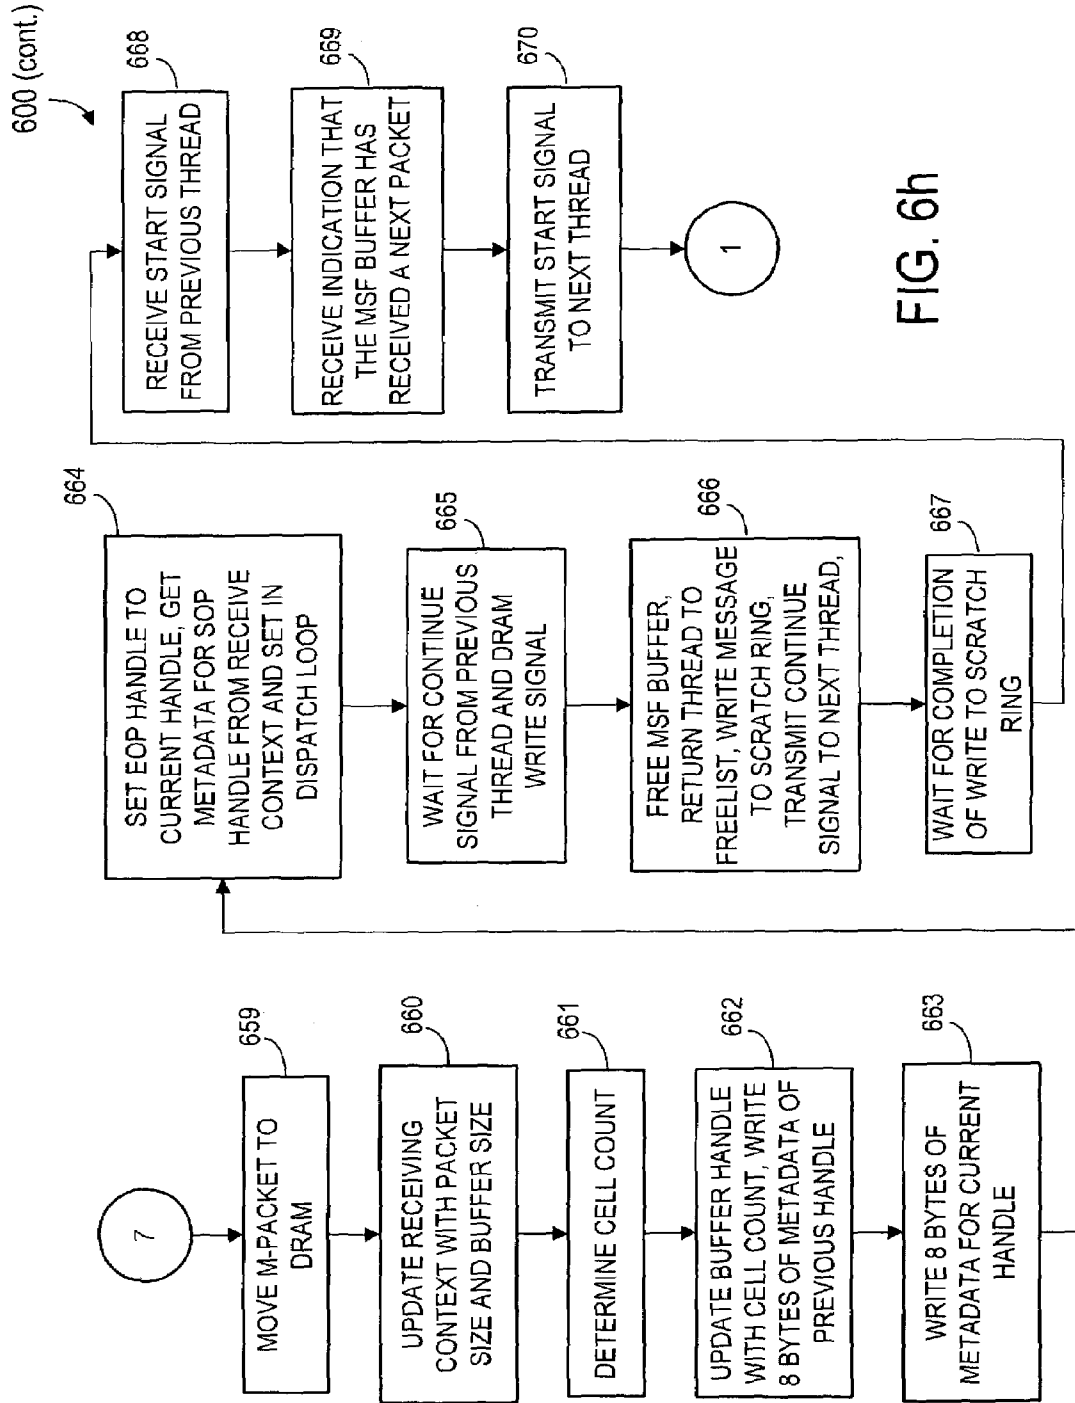 600 (cont.)
7
659
MOVE M-PACKET TO
DRAM
660
UPDATE RECEIVING
CONTEXT WITH PACKET
SIZE AND BUFFER SIZE
661
DETERMINE CELL COUNT
662
UPDATE BUFFER HANDLE
WITH CELL COUNT, WRITE
8 BYTES OF METADATA OF
PREVIOUS HANDLE
663
WRITE 8 BYTES OF
METADATA FOR CURRENT
HANDLE
664
SET EOP HANDLE TO
CURRENT HANDLE, GET
METADATA FOR SOP
HANDLE FROM RECEIVE
CONTEXT AND SET IN
DISPATCH LOOP
665
WAIT FOR CONTINUE
SIGNAL FROM PREVIOUS
THREAD AND DRAM
WRITE SIGNAL
666
FREE MSF BUFFER,
RETURN THREAD TO
FREELIST, WRITE MESSAGE
TO SCRATCH RING,
TRANSMIT CONTINUE
SIGNAL TO NEXT THREAD,
667
WAIT FOR COMPLETION
OF WRITE TO SCRATCH
RING
668
RECEIVE START SIGNAL
FROM PREVIOUS THREAD
669
RECEIVE INDICATION THAT
THE MSF BUFFER HAS
RECEIVED A NEXT PACKET
670
TRANSMIT START SIGNAL
TO NEXT THREAD
1
FIG. 6h